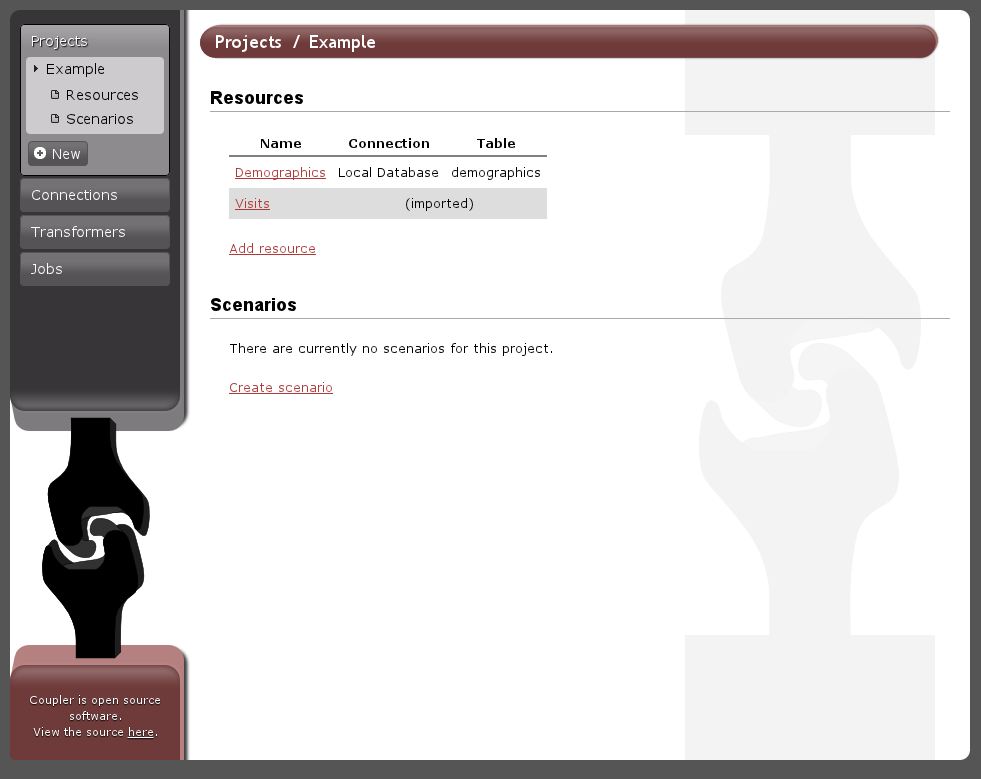 Projects
Example
Resources
Scenarios
New
Connections
Transformers
Jobs
Coupler is open source
software.
View the source here.
Projects / Example
Resources
Name Connection Table
Demographics Local Database demographics
Visits (imported)
Add resource
Scenarios
There are currently no scenarios for this project.
Create scenario